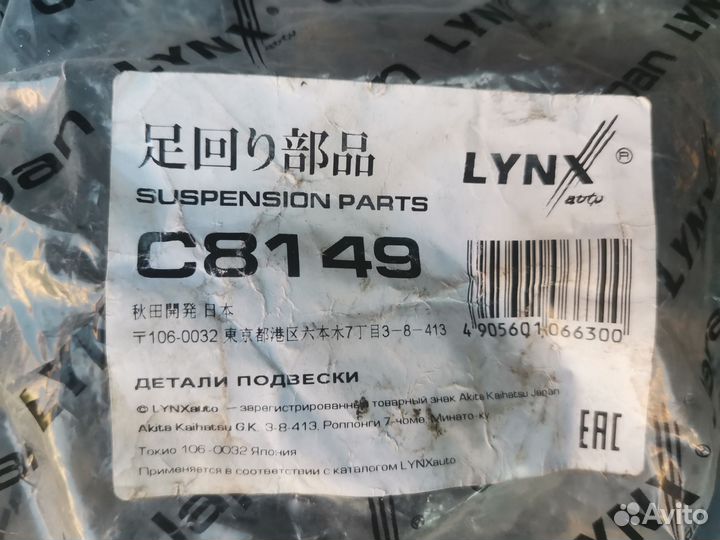 足回り部品
SUSPENSION PARTS
LYNX
auto
C8149
秋田開発 日本
〒106-0032 東京都港区六本木7丁目3-8-413
4 905601 066300
ДЕТАЛИ ПОДВЕСКИ
© LYNXauto — зарегистрированный товарный знак Akita Kaihatsu Japan
Akita Kaihatsu G.K. 3-8-413, Роппонги 7-чоме, Минато-ку
Токио 106-0032 Япония
Применяется в соответствии с каталогом LYNXauto
EAC
Avito